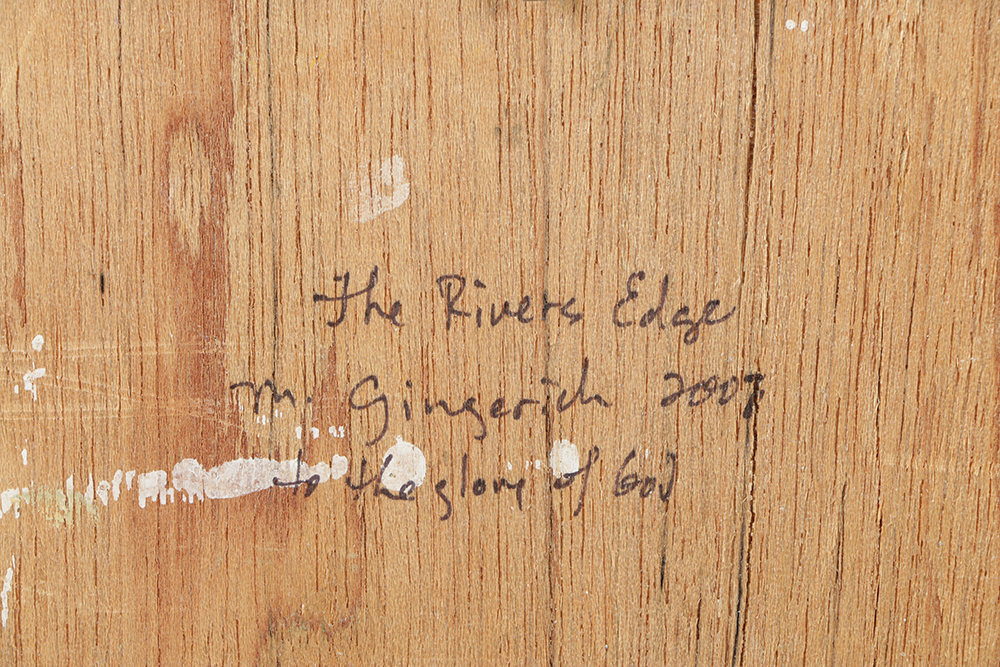 The Rivers Edge
M. Gingerich 2007
to the glory of God